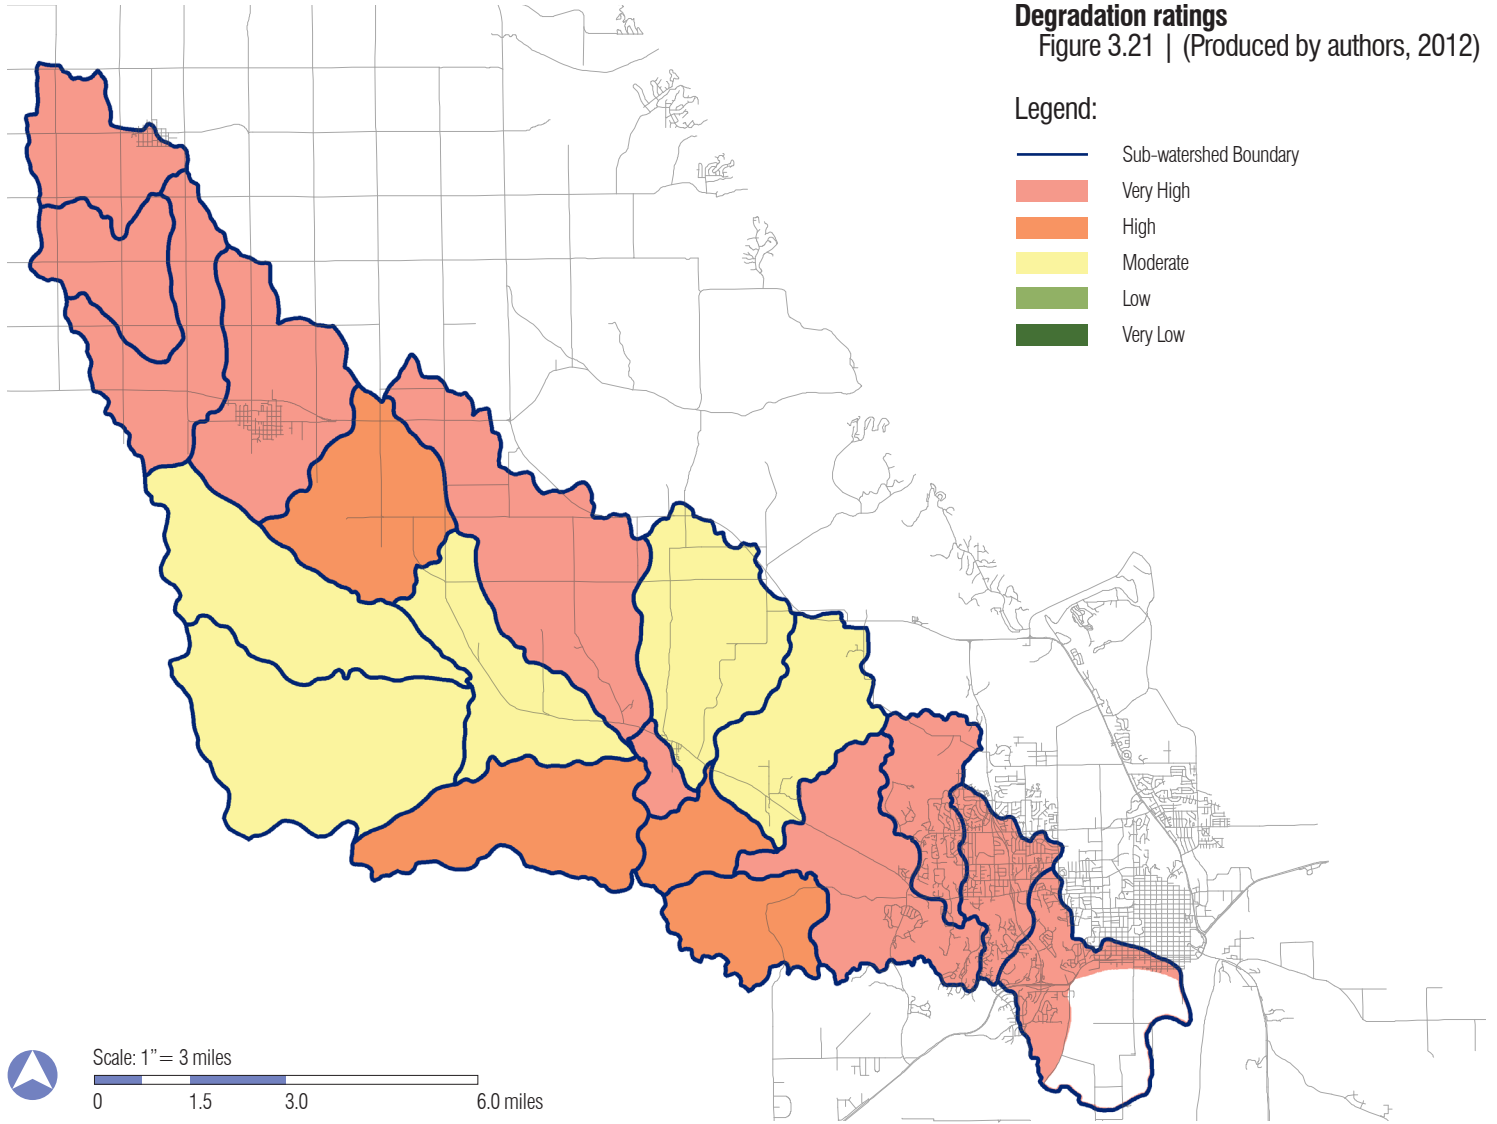 Degradation ratings
Figure 3.21 | (Produced by authors, 2012)
Legend:
Sub-watershed Boundary
Very High
High
Moderate
Low
Very Low
Scale: 1”= 3 miles
0 1.5 3.0 6.0 miles